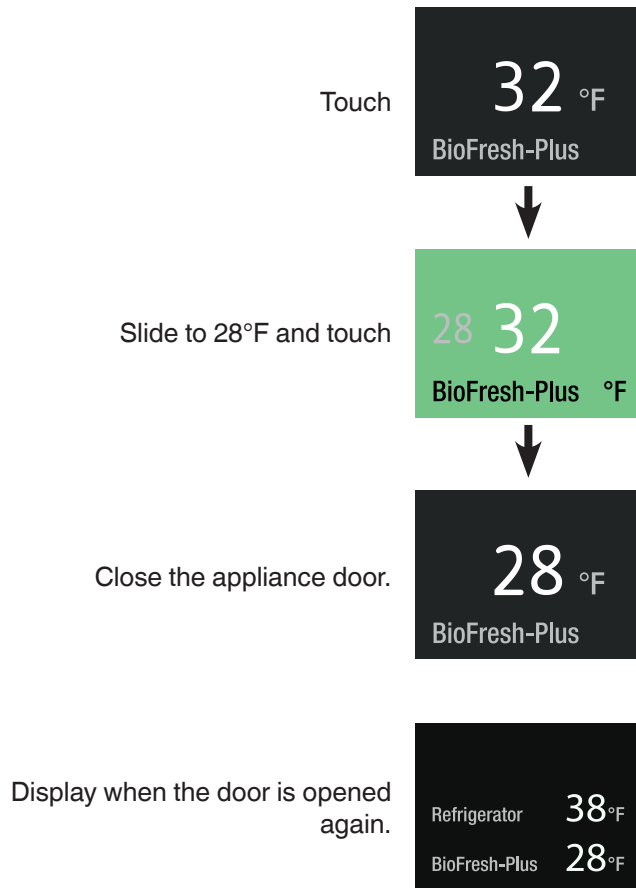 Touch
32 °F
BioFresh-Plus
Slide to 28°F and touch
28 32
BioFresh-Plus °F
Close the appliance door.
28 °F
BioFresh-Plus
Display when the door is opened
again.
Refrigerator 38°F
BioFresh-Plus 28°F